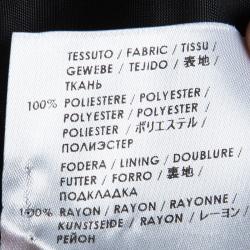 TESSUTO / FABRIC / TISSU /
GEWEBE / TEJIDO / 表地 /
ТКАНЬ
100% POLIESTERE / POLYESTER /
POLYESTER / POLYESTER /
POLIESTER / ポリエステル /
ПОЛИЭСТЕР
FODERA / LINING / DOUBLURE /
FUTTER / FORRO / 裏地 /
ПОДКЛАДКА
100% RAYON / RAYON / RAYONNE /
KUNSTSEIDE / RAYON / レーヨン /
РЕЙОН